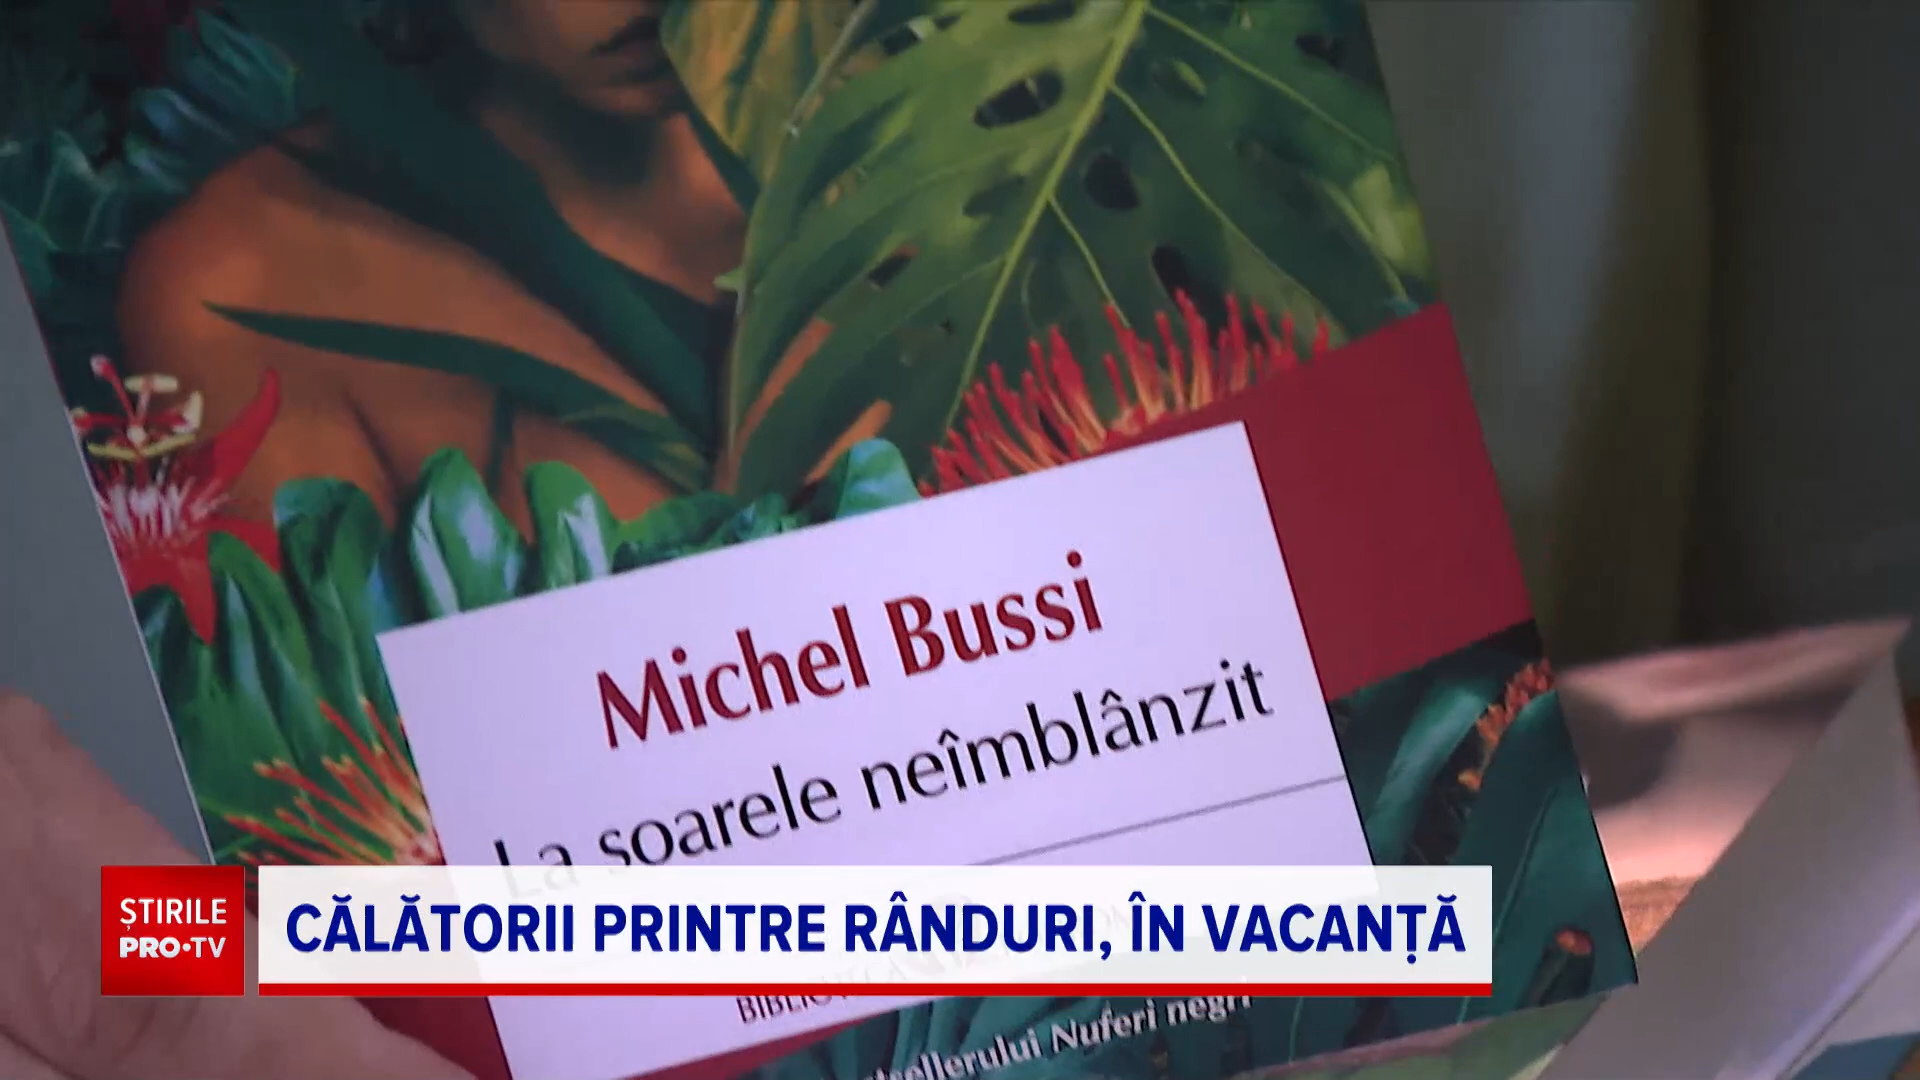 Michel Bussi
La soarele neîmblânzit
ȘTIRILE
PRO•TV
CĂLĂTORII PRINTRE RÂNDURI, ÎN VACANȚĂ
Nuferi negri